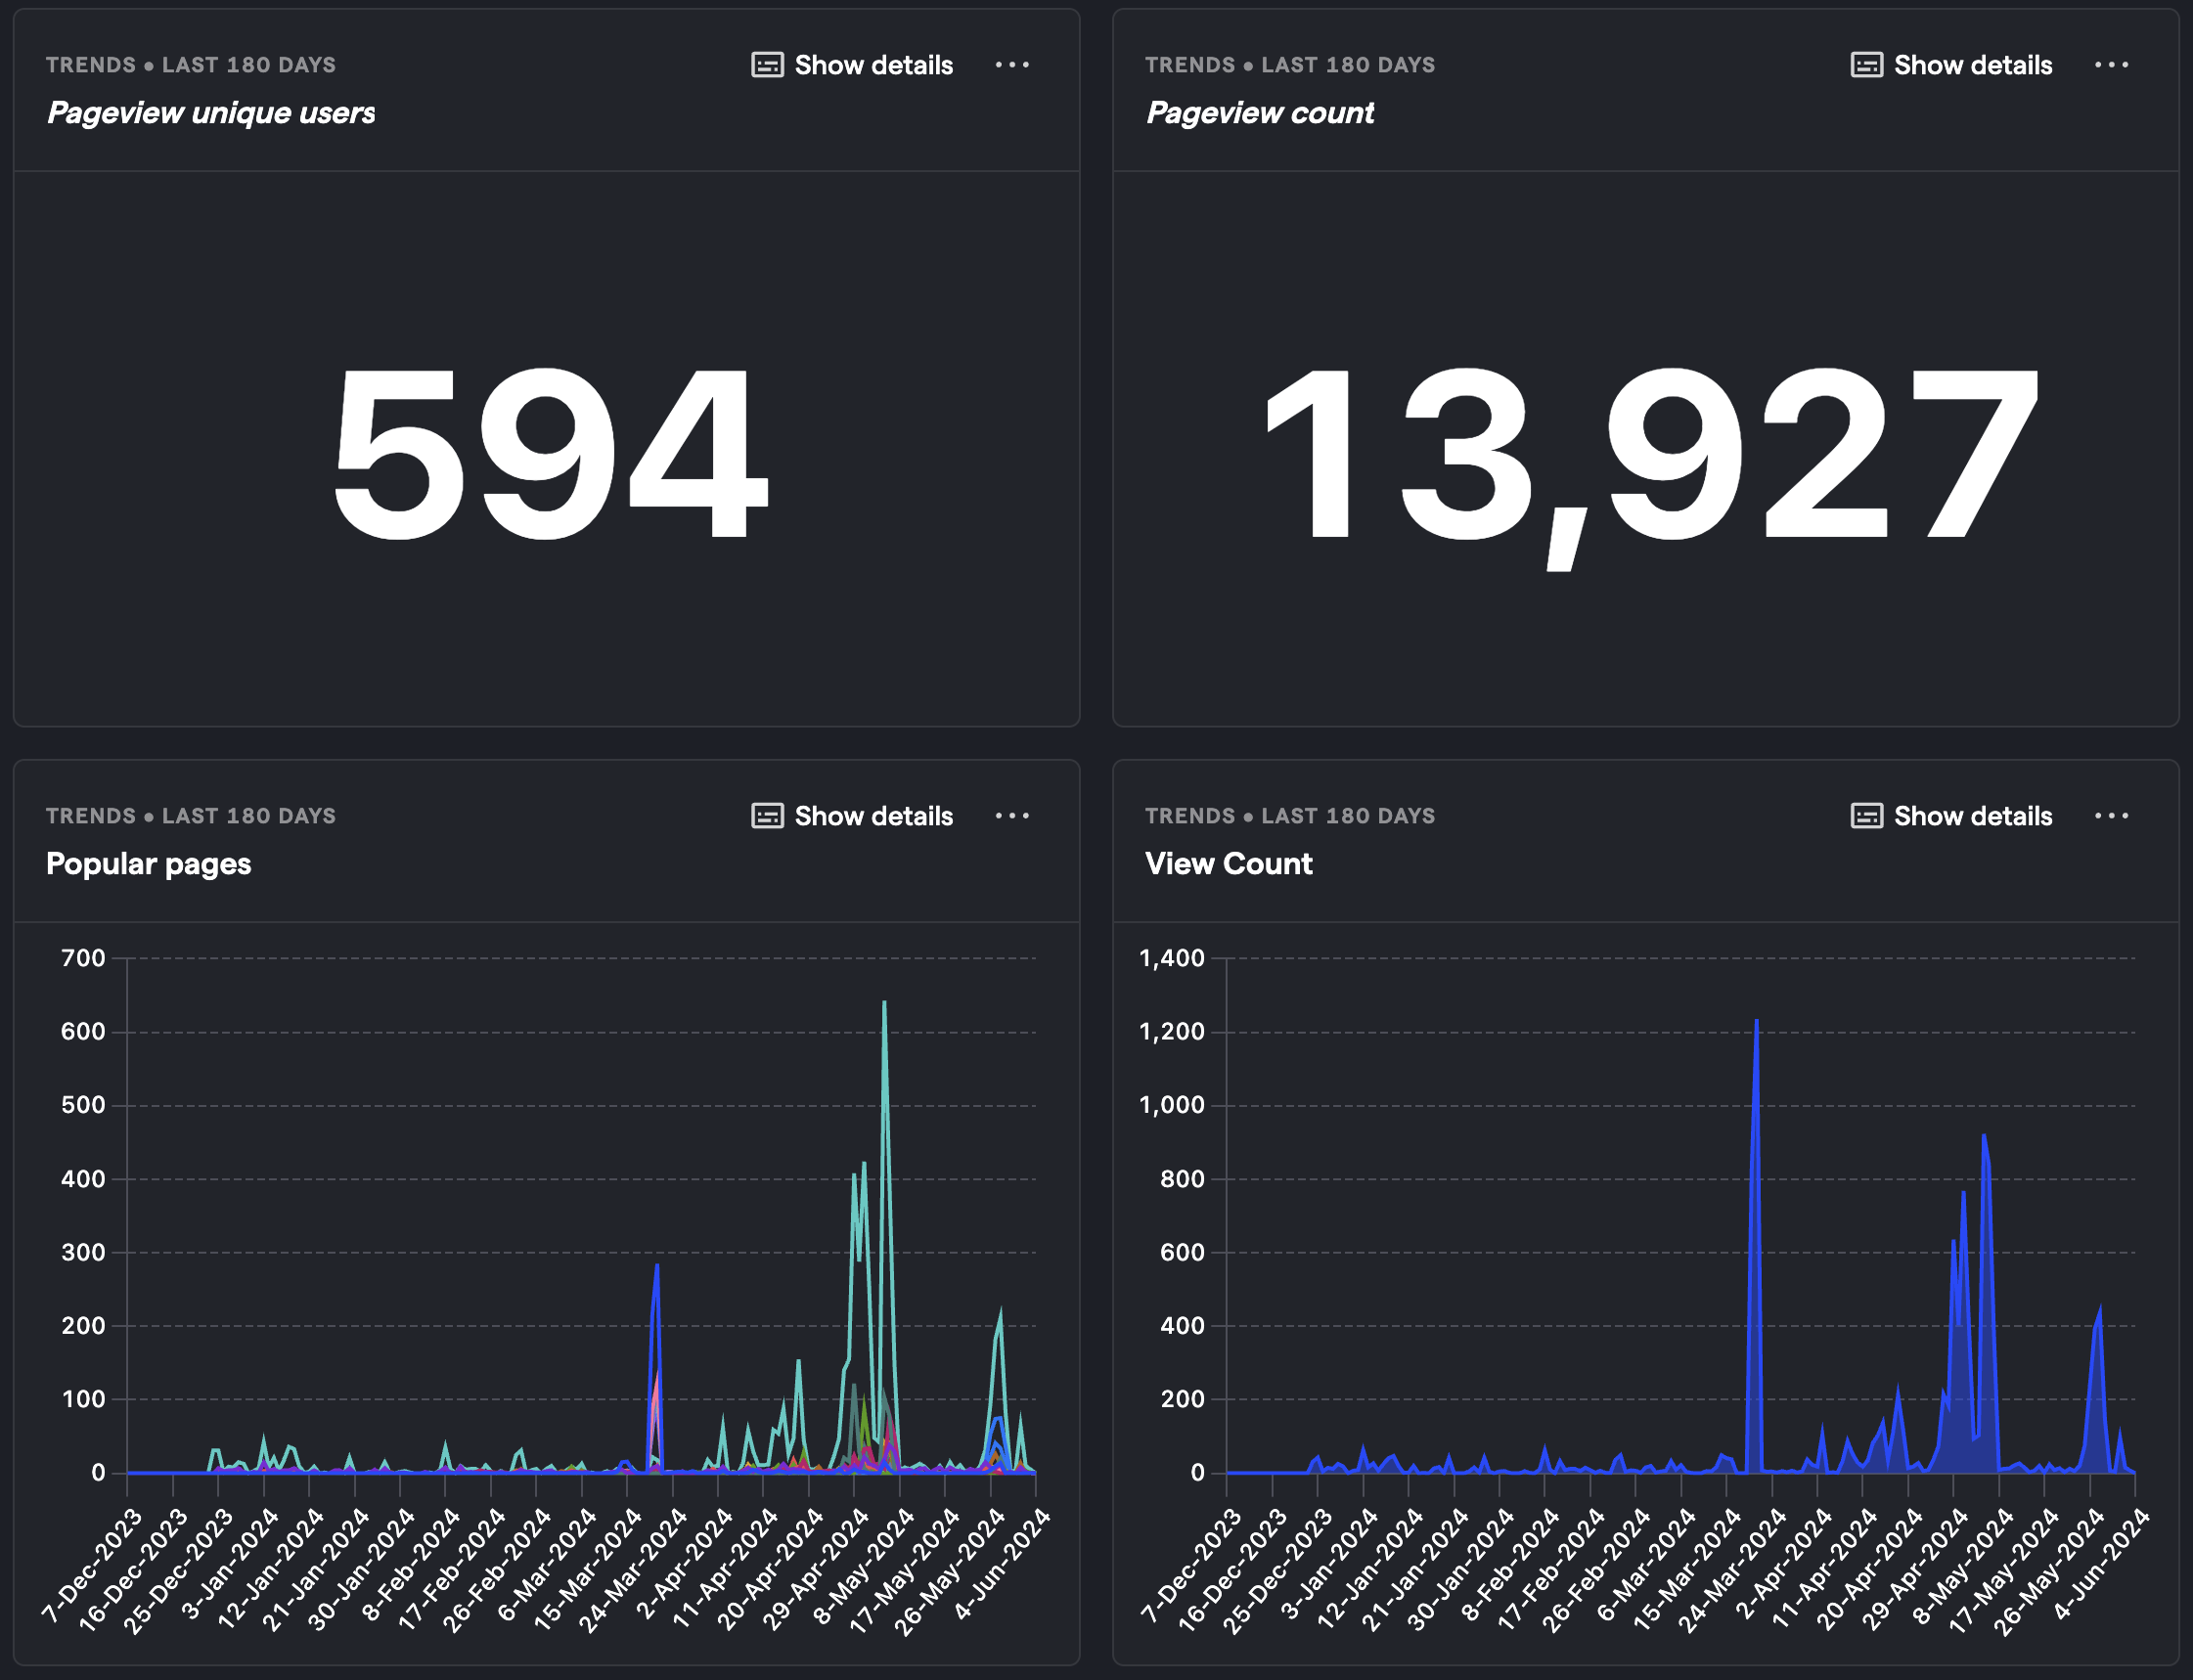 TRENDS • LAST 180 DAYS
Show details
Pageview unique users
594
TRENDS • LAST 180 DAYS
Show details
Pageview count
13,927
TRENDS • LAST 180 DAYS
Show details
Popular pages
700
600
500
400
300
200
100
0
7-Dec-2023
16-Dec-2023
25-Dec-2023
3-Jan-2024
12-Jan-2024
21-Jan-2024
30-Jan-2024
8-Feb-2024
17-Feb-2024
26-Feb-2024
6-Mar-2024
15-Mar-2024
24-Mar-2024
2-Apr-2024
11-Apr-2024
20-Apr-2024
29-Apr-2024
8-May-2024
17-May-2024
26-May-2024
4-Jun-2024
TRENDS • LAST 180 DAYS
Show details
View Count
1,400
1,200
1,000
800
600
400
200
0
7-Dec-2023
16-Dec-2023
25-Dec-2023
3-Jan-2024
12-Jan-2024
21-Jan-2024
30-Jan-2024
8-Feb-2024
17-Feb-2024
26-Feb-2024
6-Mar-2024
15-Mar-2024
24-Mar-2024
2-Apr-2024
11-Apr-2024
20-Apr-2024
29-Apr-2024
8-May-2024
17-May-2024
26-May-2024
4-Jun-2024